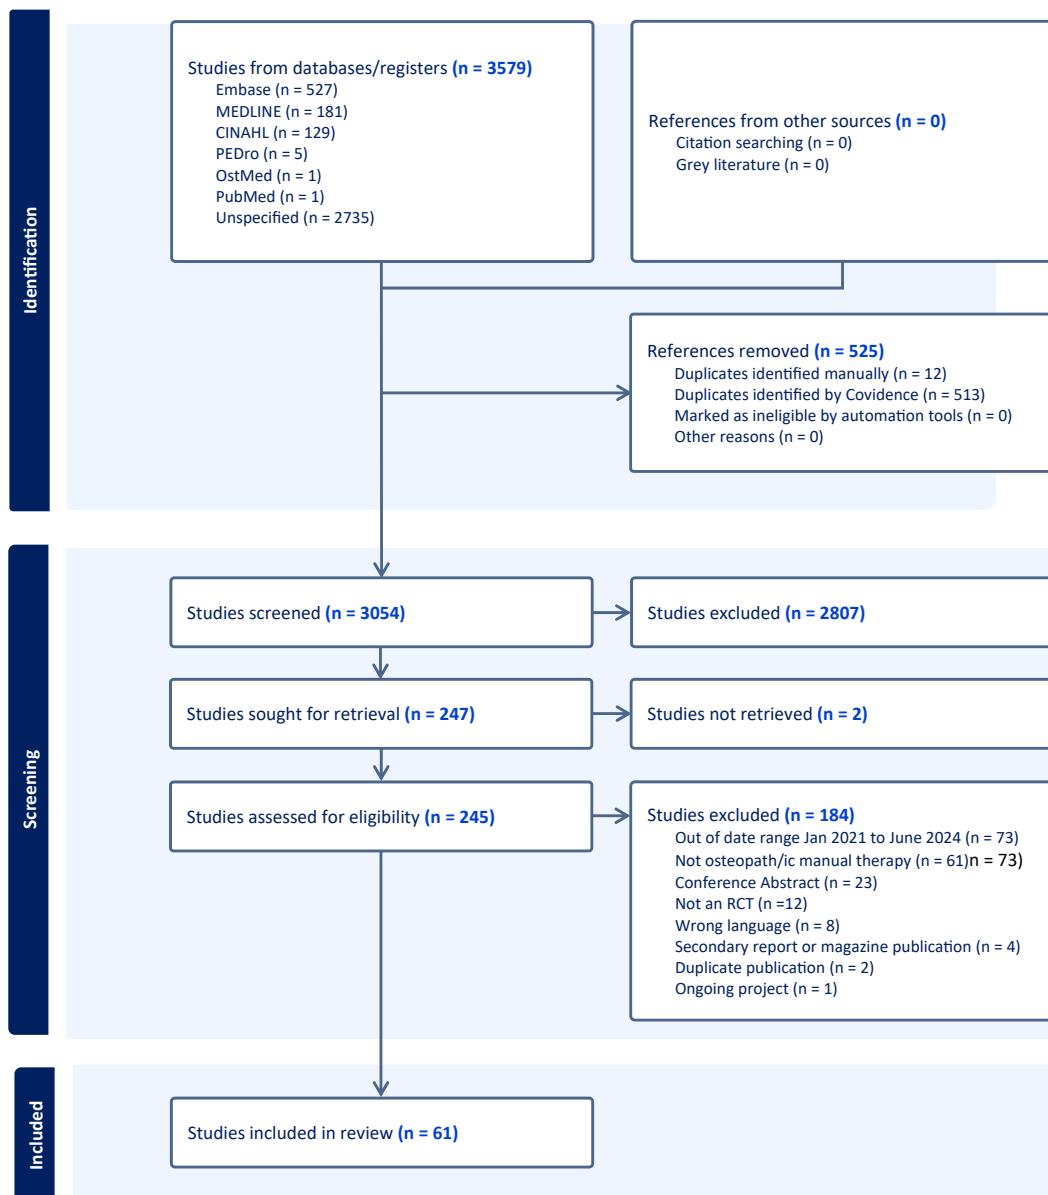 Identification
Studies from databases/registers (n = 3579)
Embase (n = 527)
MEDLINE (n = 181)
CINAHL (n = 129)
PEDro (n = 5)
OstMed (n = 1)
PubMed (n = 1)
Unspecified (n = 2735)
References from other sources (n = 0)
Citation searching (n = 0)
Grey literature (n = 0)
References removed (n = 525)
Duplicates identified manually (n = 12)
Duplicates identified by Covidence (n = 513)
Marked as ineligible by automation tools (n = 0)
Other reasons (n = 0)
Screening
Studies screened (n = 3054)
Studies excluded (n = 2807)
Studies sought for retrieval (n = 247)
Studies not retrieved (n = 2)
Studies assessed for eligibility (n = 245)
Studies excluded (n = 184)
Out of date range Jan 2021 to June 2024 (n = 73)
Not osteopath/ic manual therapy (n = 61)n = 73)
Conference Abstract (n = 23)
Not an RCT (n =12)
Wrong language (n = 8)
Secondary report or magazine publication (n = 4)
Duplicate publication (n = 2)
Ongoing project (n = 1)
Included
Studies included in review (n = 61)